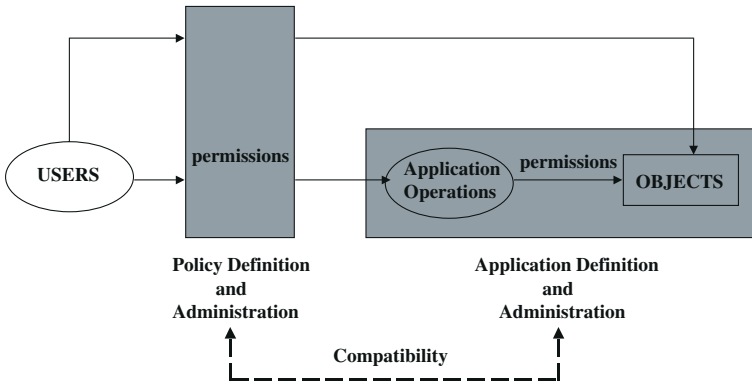 permissions
USERS
Application
Operations
permissions
OBJECTS
Policy Definition
and
Administration
Application Definition
and
Administration
Compatibility